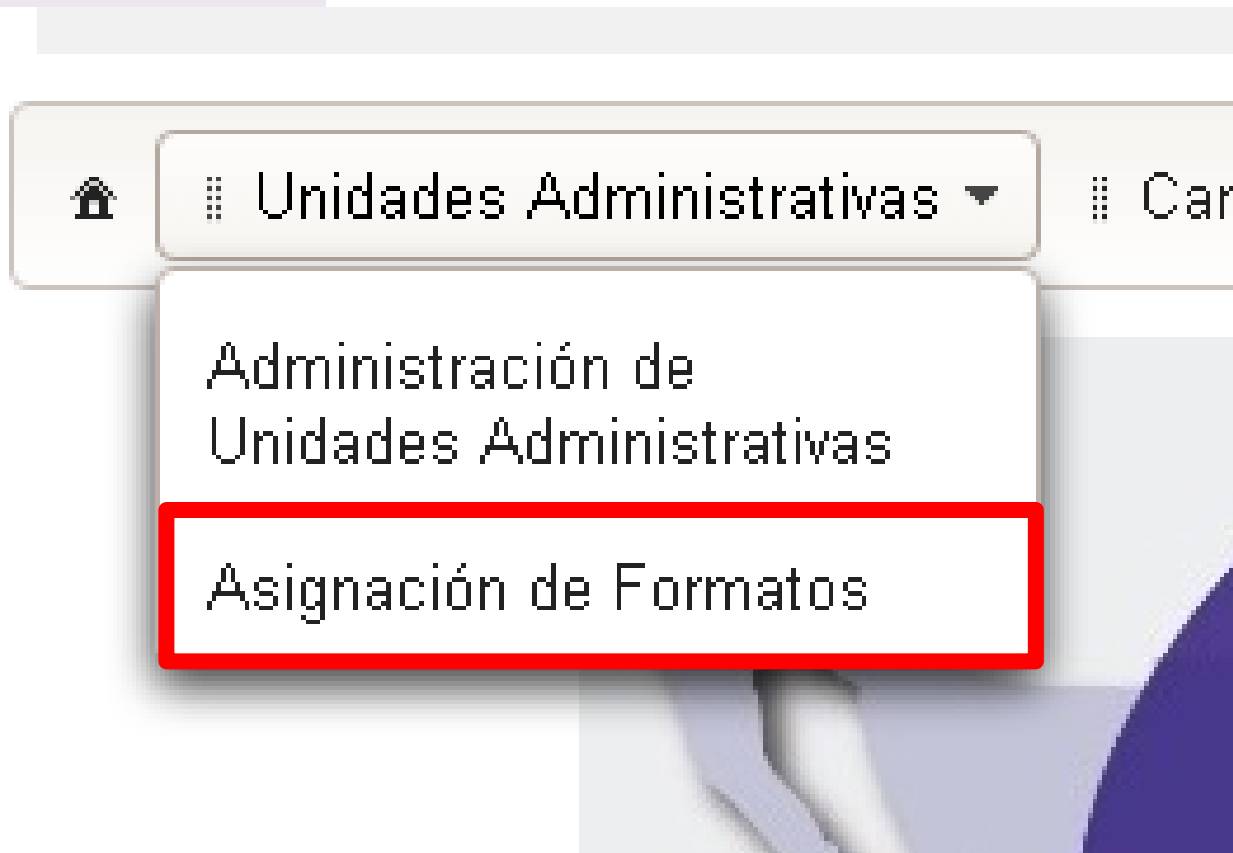 Unidades Administrativas
Administración de
Unidades Administrativas
Asignación de Formatos